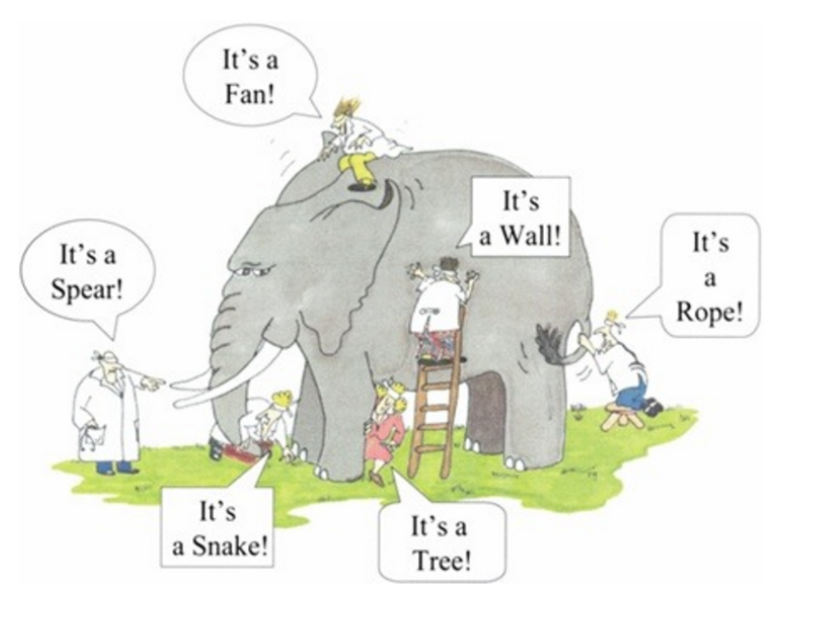 It's a
Fan!
It's
a Wall!
It's
a
Rope!
It's a
Spear!
It's
a Snake!
It's a
Tree!